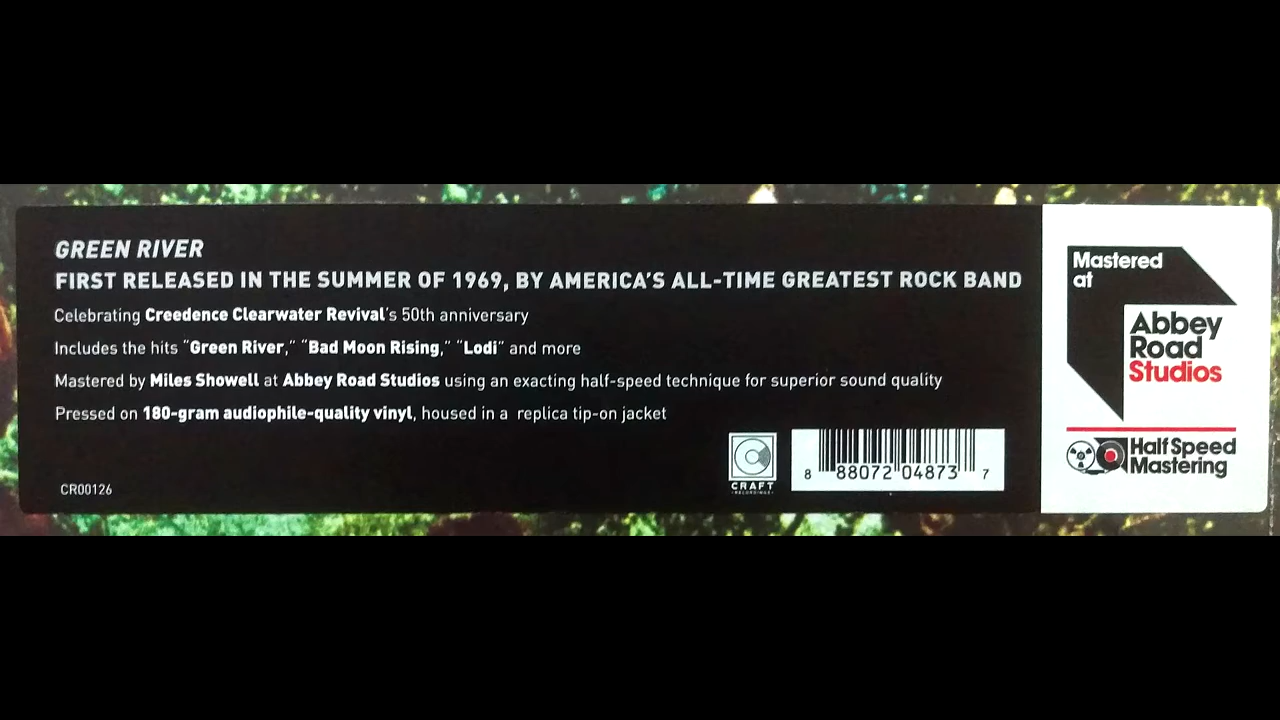 GREEN RIVER
FIRST RELEASED IN THE SUMMER OF 1969, BY AMERICA'S ALL-TIME GREATEST ROCK BAND
Celebrating Creedence Clearwater Revival's 50th anniversary
Includes the hits "Green River," "Bad Moon Rising," "Lodi" and more
Mastered by Miles Showell at Abbey Road Studios using an exacting half-speed technique for superior sound quality
Pressed on 180-gram audiophile-quality vinyl, housed in a replica tip-on jacket
CR00126
CRAFT
RECORDINGS
8 88072 04873 7
Mastered
at
Abbey
Road
Studios
Half Speed
Mastering